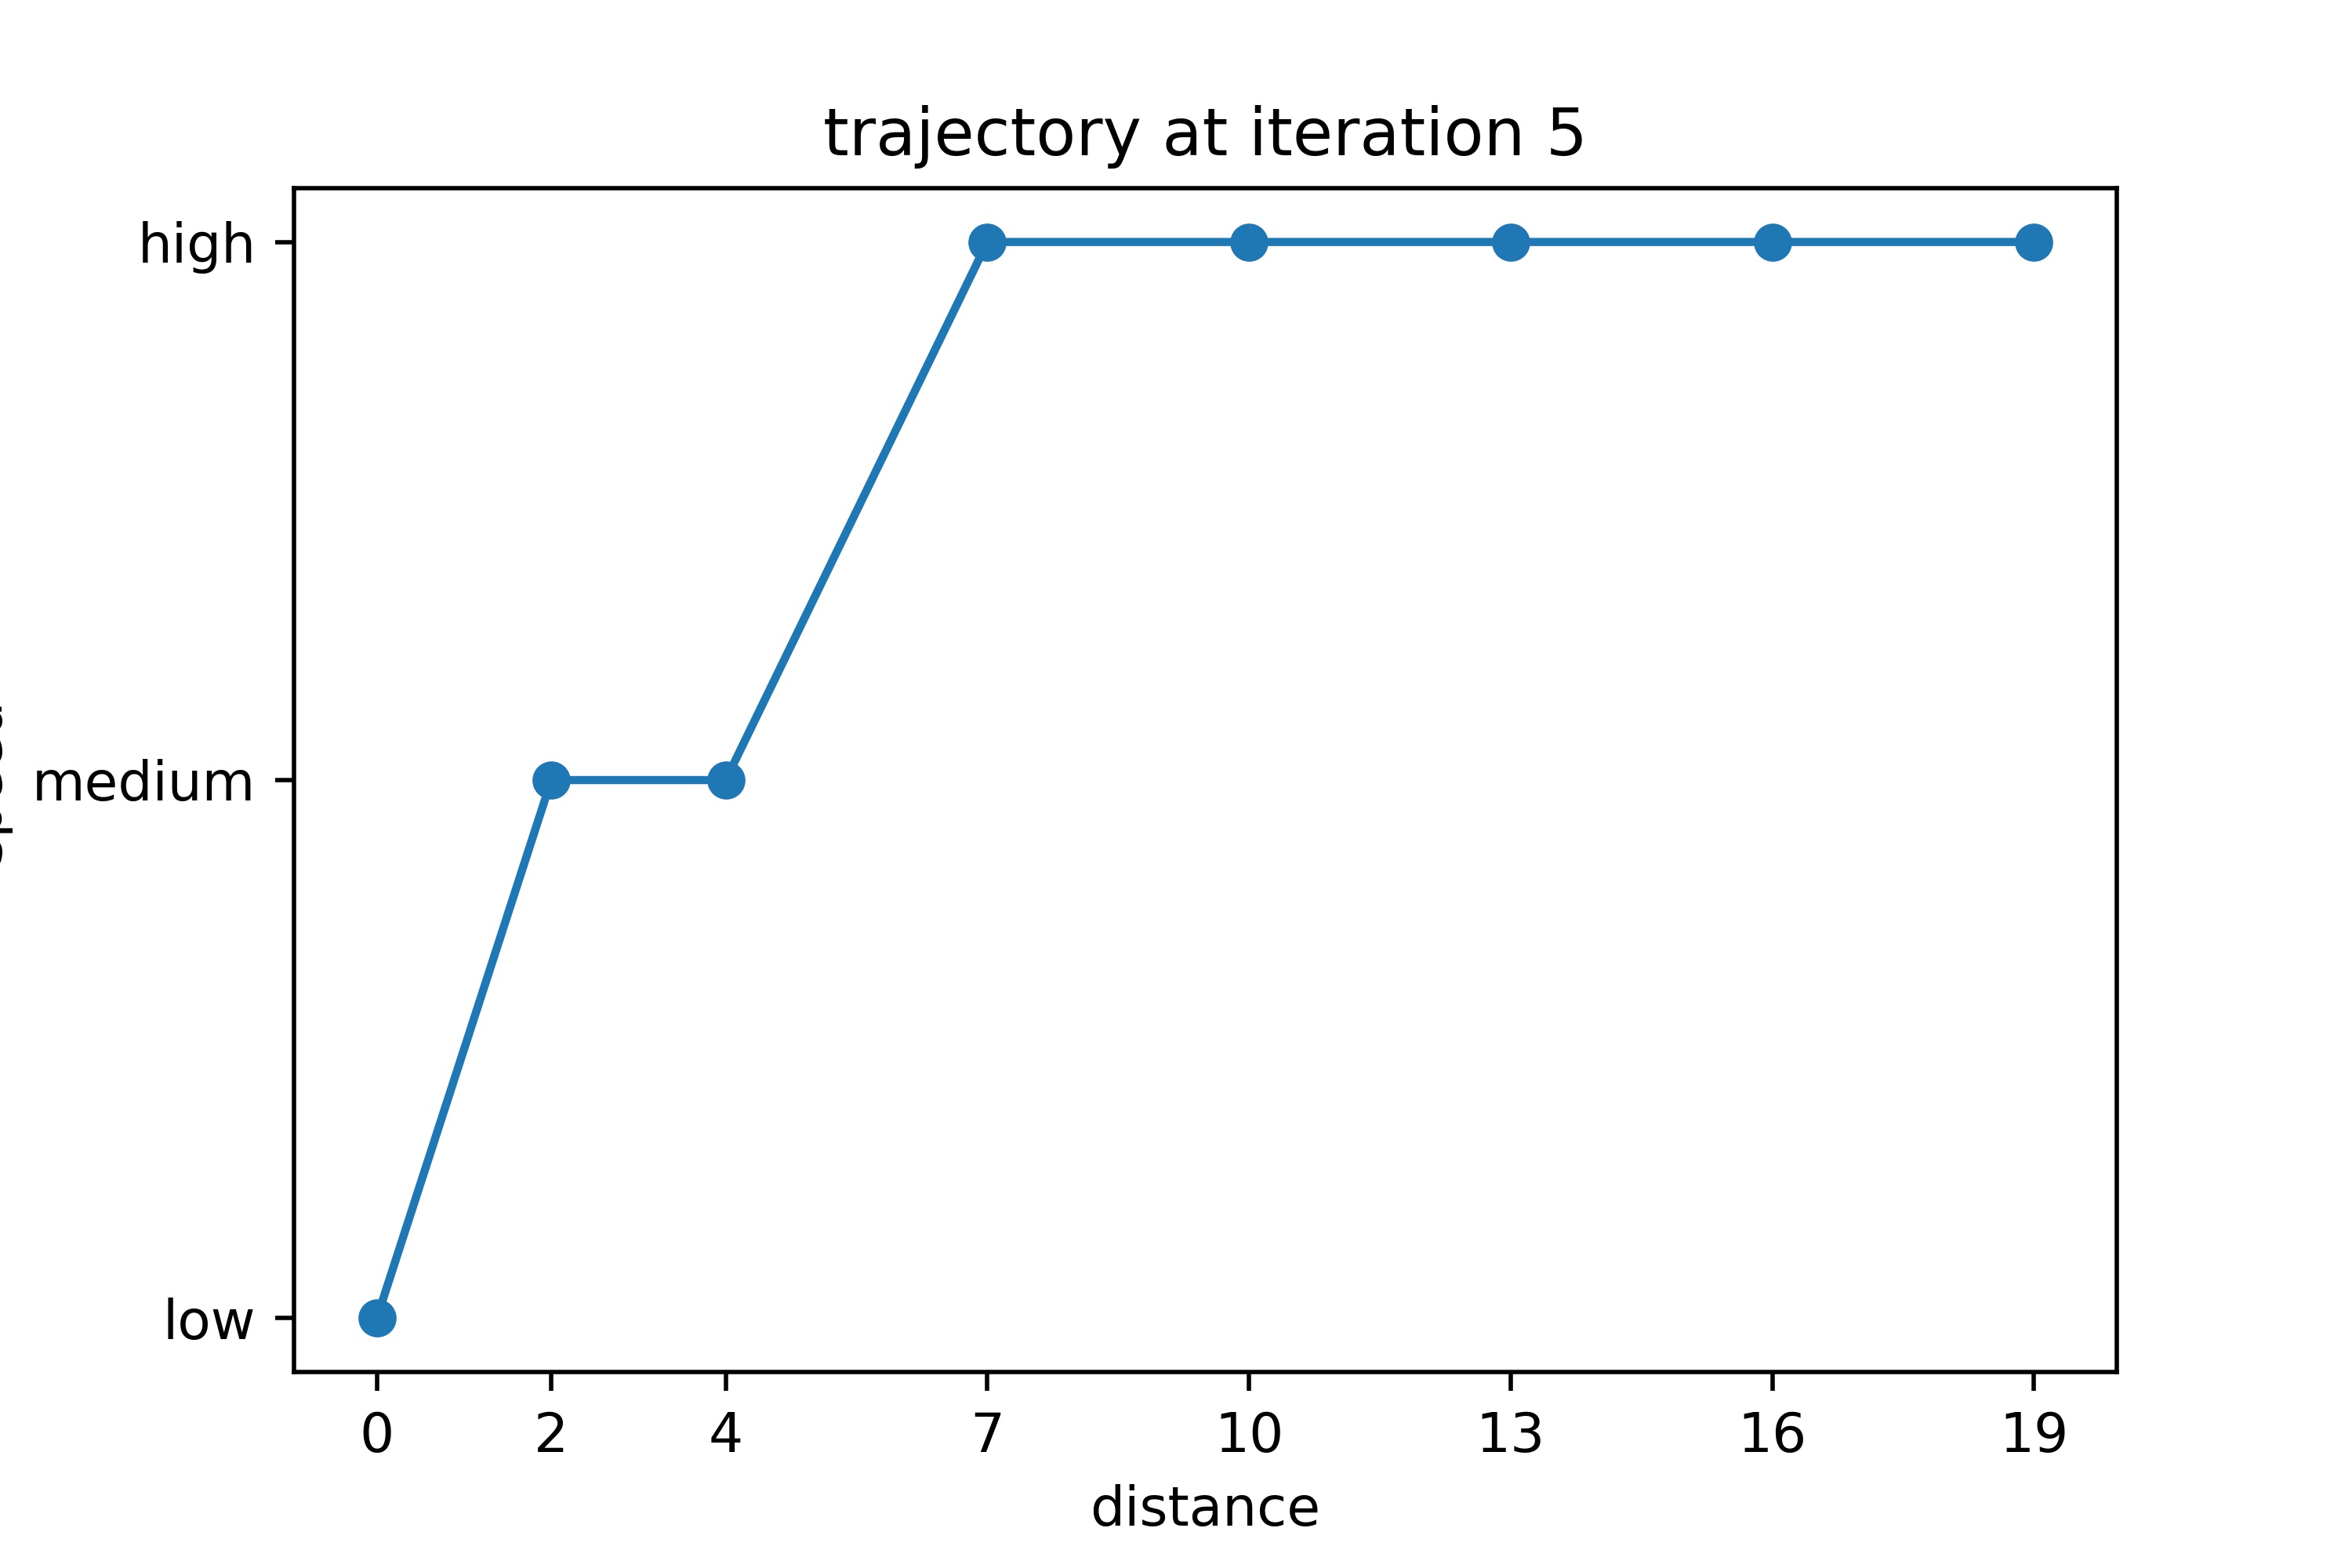 trajectory at iteration 5
high
medium
low
0 2 4 7 10 13 16 19
distance